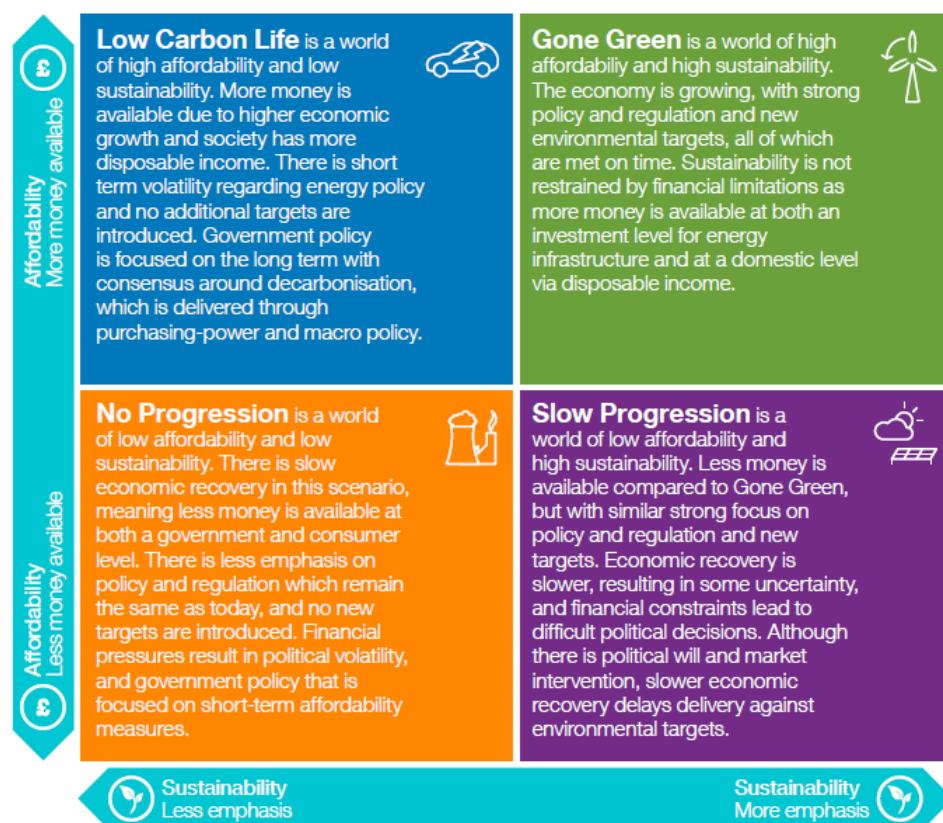 Affordability
More money available
£
Low Carbon Life is a world
of high affordability and low
sustainability. More money is
available due to higher economic
growth and society has more
disposable income. There is short
term volatility regarding energy policy
and no additional targets are
introduced. Government policy
is focused on the long term with
consensus around decarbonisation,
which is delivered through
purchasing-power and macro policy.
Gone Green is a world of high
affordabiliy and high sustainability.
The economy is growing, with strong
policy and regulation and new
environmental targets, all of which
are met on time. Sustainability is not
restrained by financial limitations as
more money is available at both an
investment level for energy
infrastructure and at a domestic level
via disposable income.
Affordability
Less money available
£
No Progression is a world
of low affordability and low
sustainability. There is slow
economic recovery in this scenario,
meaning less money is available at
both a government and consumer
level. There is less emphasis on
policy and regulation which remain
the same as today, and no new
targets are introduced. Financial
pressures result in political volatility,
and government policy that is
focused on short-term affordability
measures.
Slow Progression is a
world of low affordability and
high sustainability. Less money is
available compared to Gone Green,
but with similar strong focus on
policy and regulation and new
targets. Economic recovery is
slower, resulting in some uncertainty,
and financial constraints lead to
difficult political decisions. Although
there is political will and market
intervention, slower economic
recovery delays delivery against
environmental targets.
Sustainability
Less emphasis
Sustainability
More emphasis